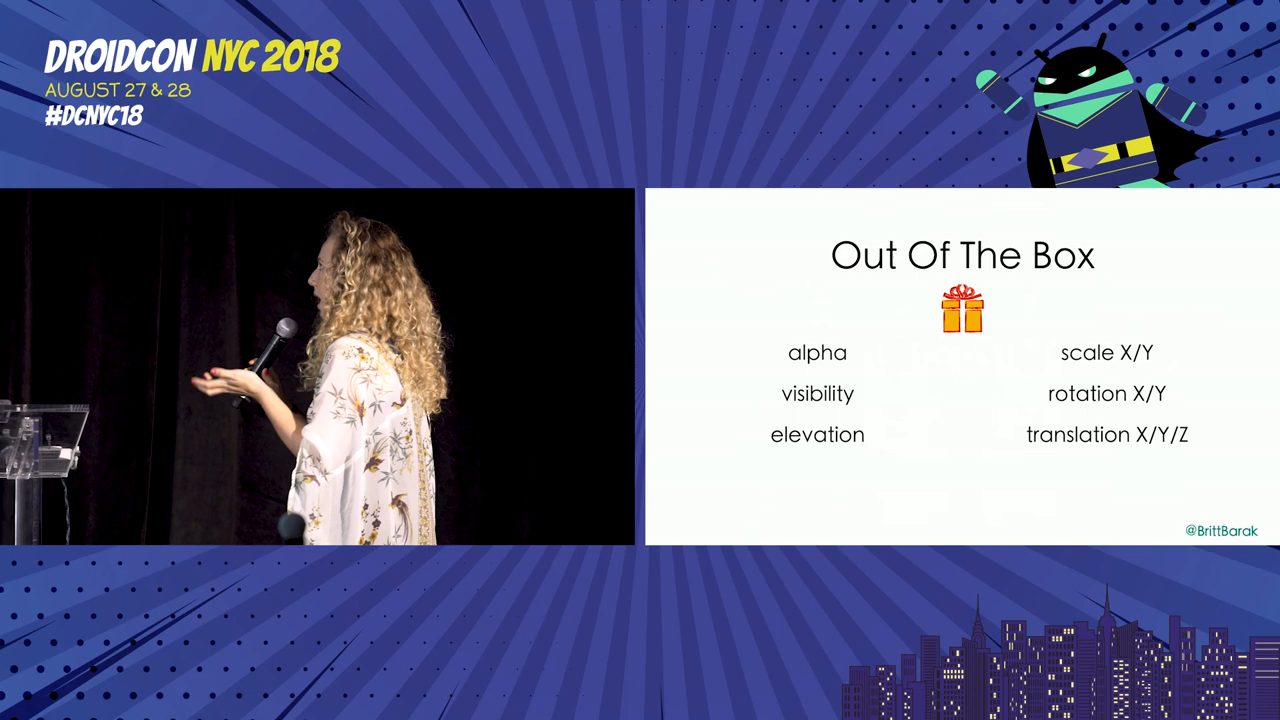 DROIDCON NYC 2018
AUGUST 27 & 28
#DCNYC18
Out Of The Box
alpha
scale X/Y
visibility
rotation X/Y
elevation
translation X/Y/Z
@BrittBarak